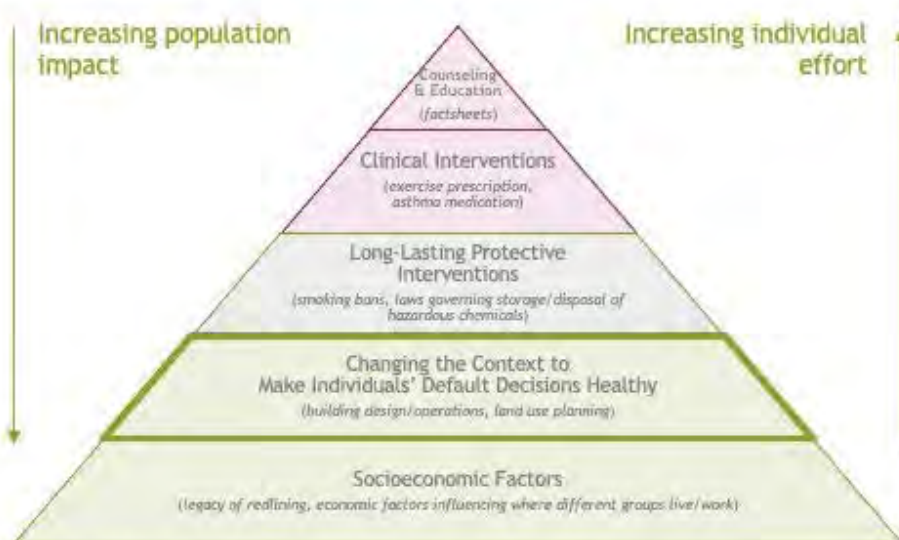 Increasing population
impact
Increasing individual
effort
Counseling
& Education
(factsheets)
Clinical Interventions
(exercise prescription,
asthma medication)
Long-Lasting Protective
Interventions
(smoking bans, laws governing storage/disposal of
hazardous chemicals)
Changing the Context to
Make Individuals' Default Decisions Healthy
(building design/operations, land use planning)
Socioeconomic Factors
(legacy of redlining, economic factors influencing where different groups live/work)